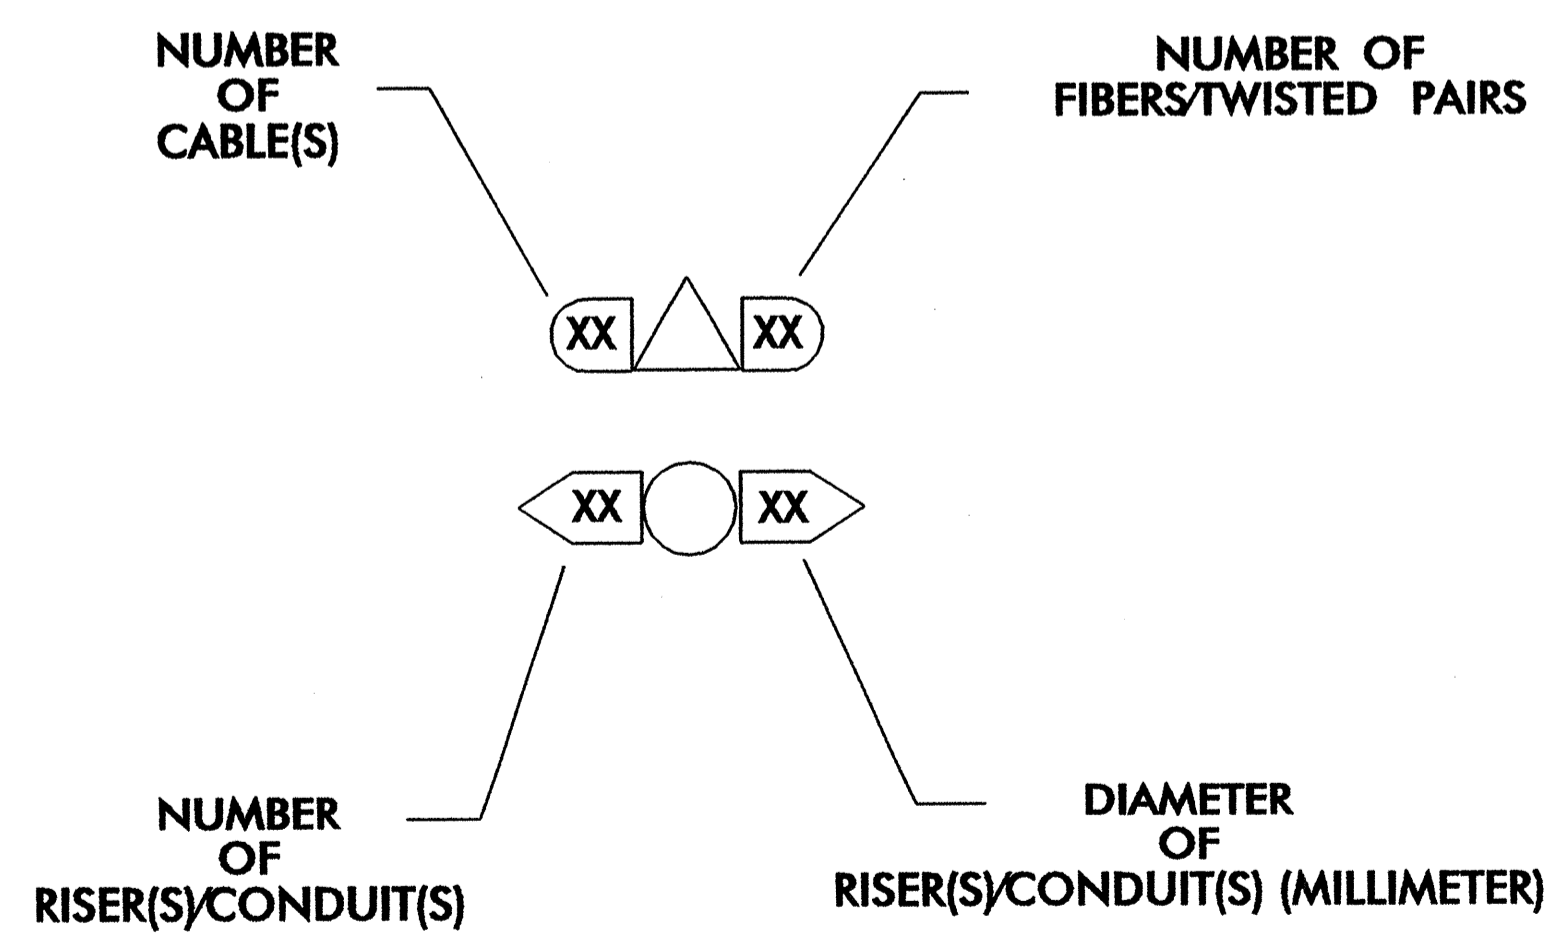 NUMBER
OF
CABLE(S)
NUMBER OF
FIBERS/TWISTED PAIRS
XX XX
XX XX
NUMBER
OF
RISER(S)/CONDUIT(S)
DIAMETER
OF
RISER(S)/CONDUIT(S) (MILLIMETER)